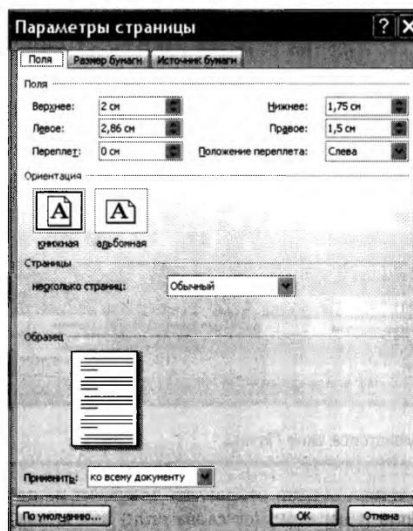 Параметры страницы
Поля Размер бумаги Источник бумаги
Поля
Верхнее: 2 см Нижнее: 1,75 см
Левое: 2,86 см Правое: 1,5 см
Переплет: 0 см Положение переплета: Слева
Ориентация
A A
книжная альбомная
Страницы
несколько страниц: Обычный
Образец
Применить: ко всему документу
По умолчанию... ОК Отмена